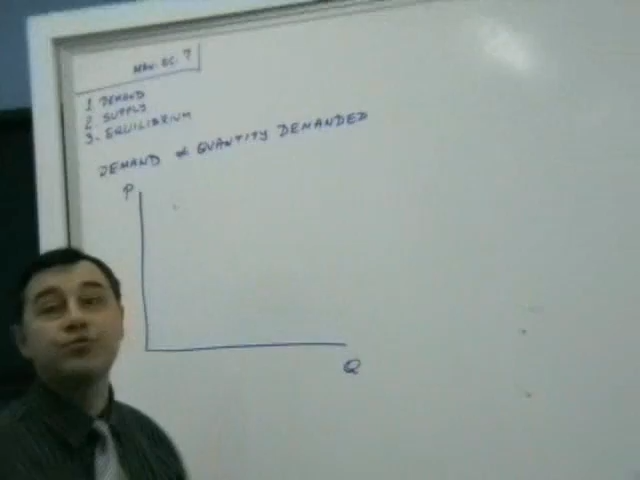 1 DEMAND
2 SUPPLY
3- EQUILIBRIUM
DEMAND ≠ QUANTITY DEMANDED
P
Q